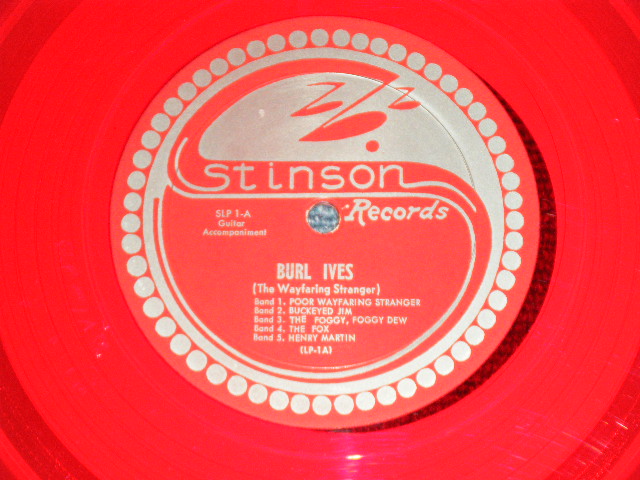 Stinson
Records
SLP 1-A
Guitar
Accompaniment
BURL IVES
(The Wayfaring Stranger)
Band 1. POOR WAYFARING STRANGER
Band 2. BUCKEYED JIM
Band 3. THE FOGGY, FOGGY DEW
Band 4. THE FOX
Band 5. HENRY MARTIN
(LP-1A)